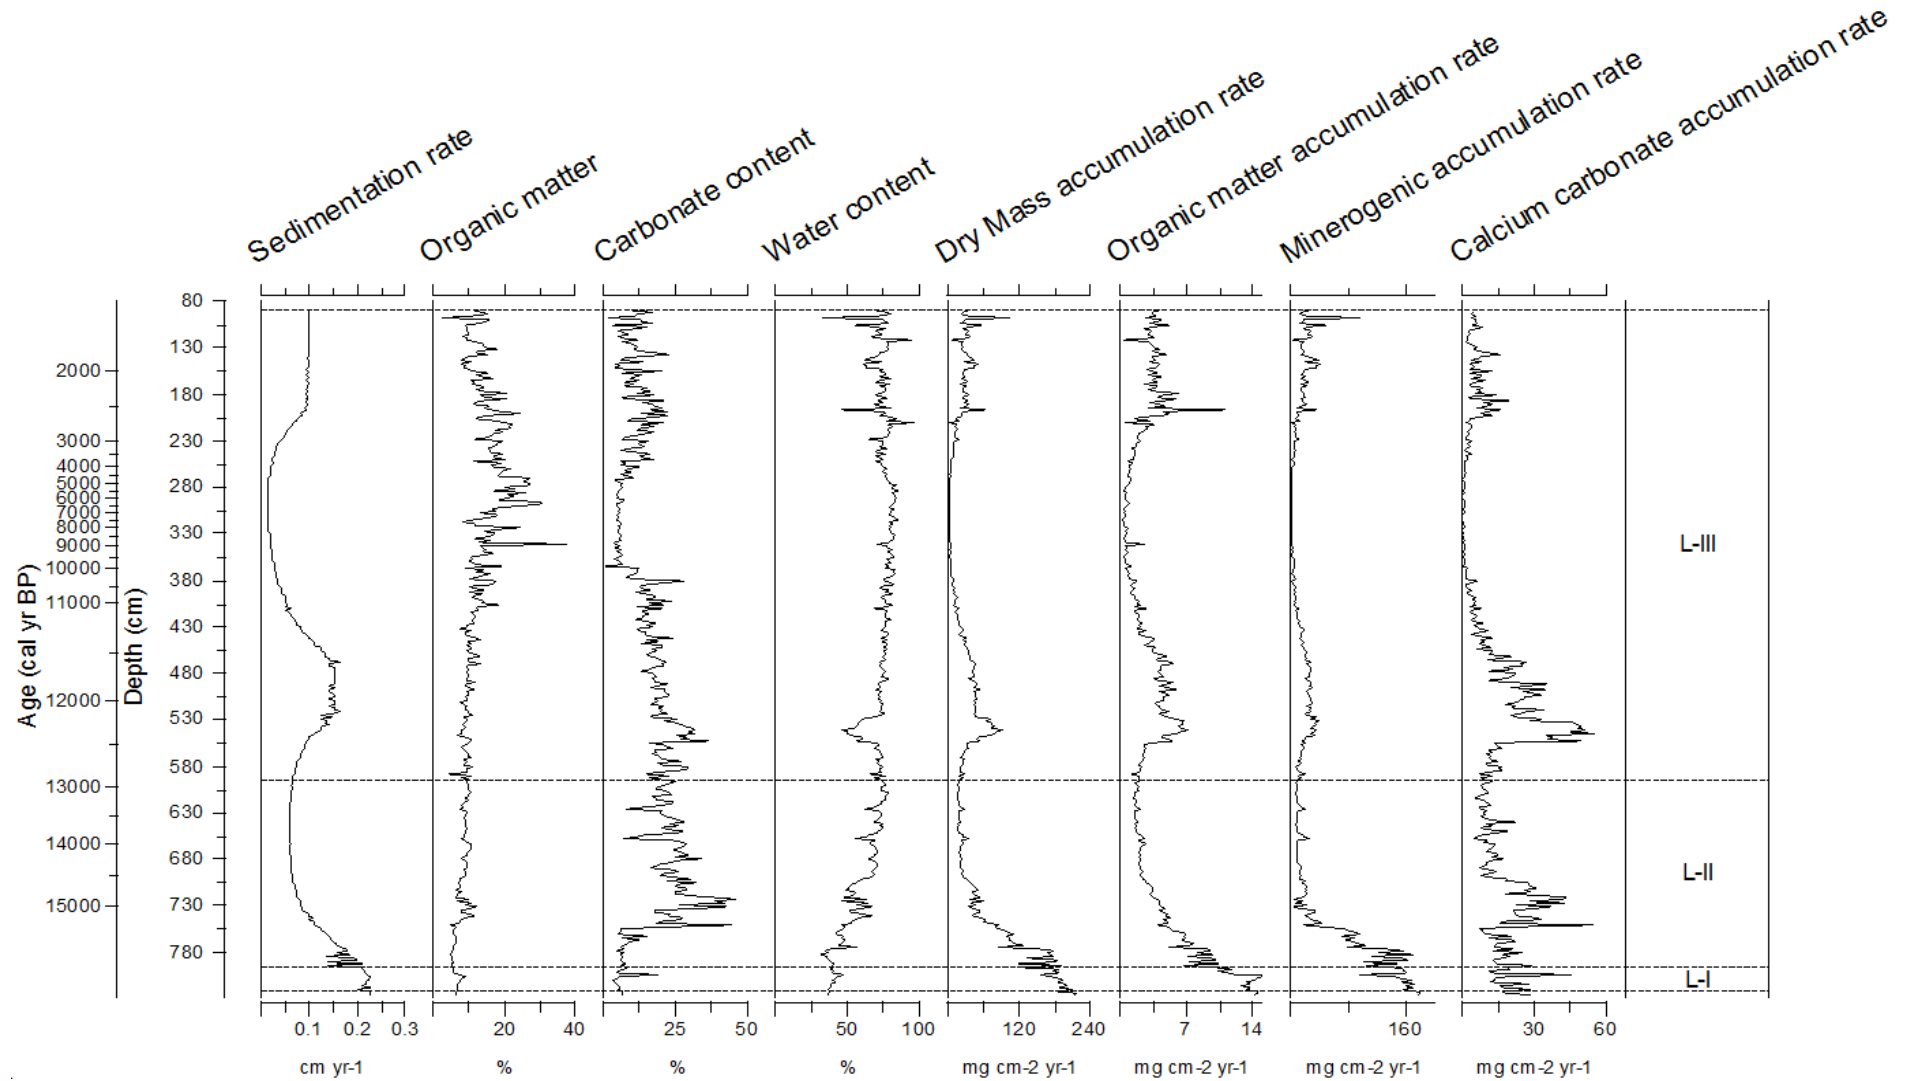 Sedimentation rate
Organic matter
Carbonate content
Water content
Dry Mass accumulation rate
Organic matter accumulation rate
Minerogenic accumulation rate
Calcium carbonate accumulation rate
Age (cal yr BP)
2000
3000
4000
5000
6000
7000
8000
9000
10000
11000
12000
13000
14000
15000
Depth (cm)
80
130
180
230
280
330
380
430
480
530
580
630
680
730
780
L-III
L-II
L-I
0.1 0.2 0.3
20 40
25 50
50 100
120 240
7 14
160
30 60
cm yr-1
%
%
%
mg cm-2 yr-1
mg cm-2 yr-1
mg cm-2 yr-1
mg cm-2 yr-1